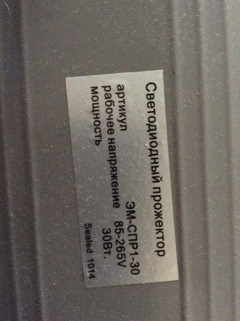 Светодиодный прожектор
артикул ЭМ-СПР1-30
рабочее напряжение 85-265V
мощность 30Вт.
Sealed 1014